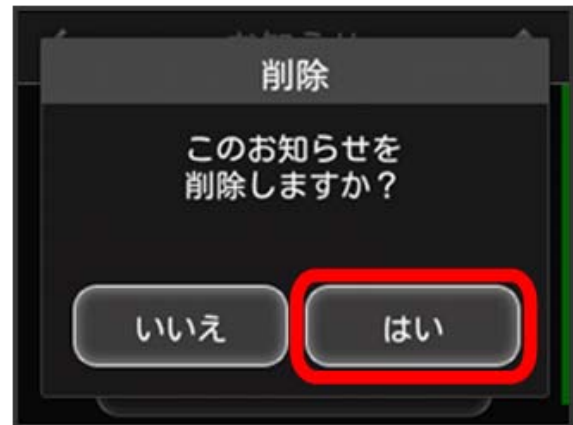 削除
このお知らせを
削除しますか？
いいえ
はい